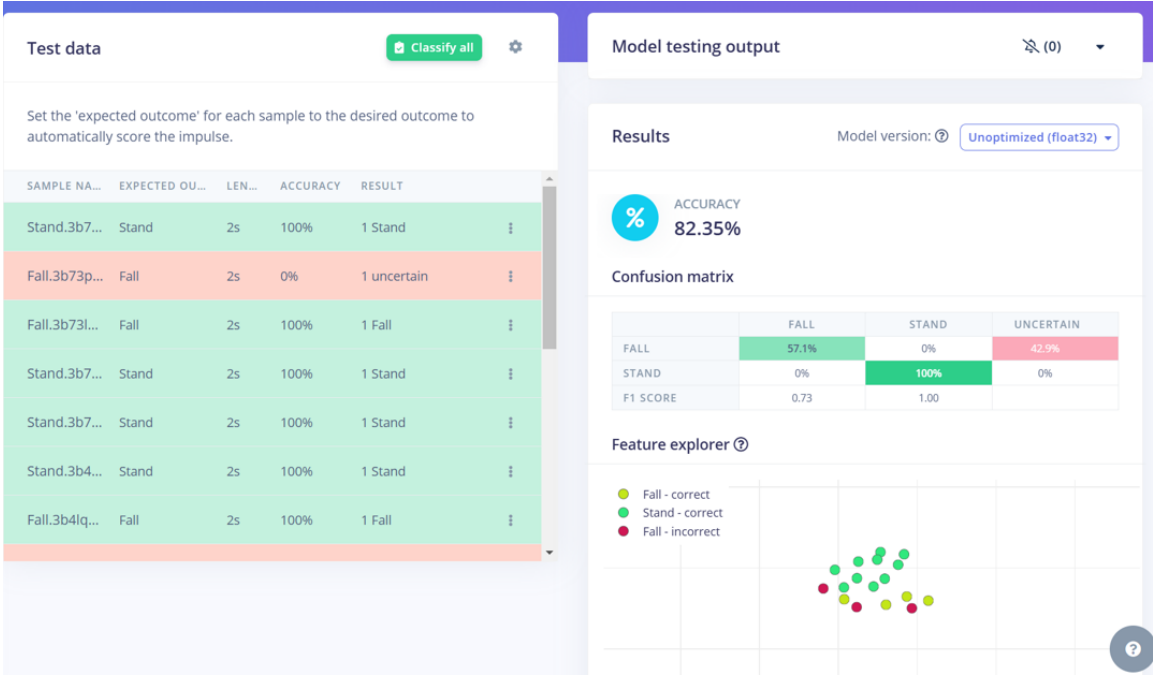 Test data
Classify all
Set the 'expected outcome' for each sample to the desired outcome to
automatically score the impulse.
SAMPLE NA... EXPECTED OU... LEN... ACCURACY RESULT
Stand.3b7... Stand 2s 100% 1 Stand
Fall.3b73p... Fall 2s 0% 1 uncertain
Fall.3b73l... Fall 2s 100% 1 Fall
Stand.3b7... Stand 2s 100% 1 Stand
Stand.3b7... Stand 2s 100% 1 Stand
Stand.3b4... Stand 2s 100% 1 Stand
Fall.3b4lq... Fall 2s 100% 1 Fall
Model testing output
(0)
Results
Model version: ? Unoptimized (float32)
%
ACCURACY
82.35%
Confusion matrix
FALL STAND UNCERTAIN
FALL 57.1% 0% 42.9%
STAND 0% 100% 0%
F1 SCORE 0.73 1.00
Feature explorer ?
Fall - correct
Stand - correct
Fall - incorrect
?